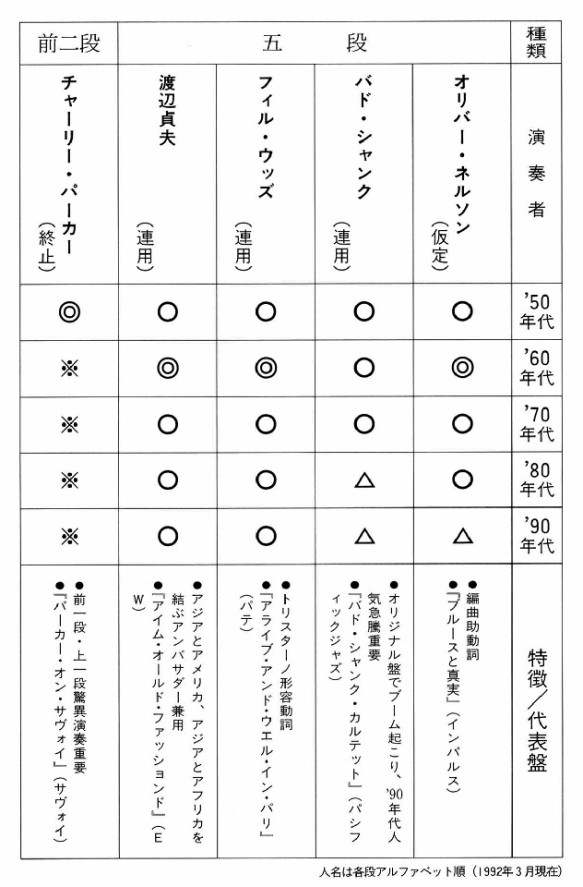 種類
演奏者
’50年代
’60年代
’70年代
’80年代
’90年代
特徴／代表盤
五段
オリバー・ネルソン
（仮定）
○
◎
○
○
△
●編曲助動詞
●『ブルースと真実』（インパルス）
バド・シャンク
（連用）
○
○
○
△
△
●オリジナル盤でブーム起こり、’90年代人
気急騰重要
●『バド・シャンク・カルテット』（パシフ
ィックジャズ）
フィル・ウッズ
（連用）
○
◎
○
○
○
●トリスターノ形容動詞
●『アライブ・アンド・ウエル・イン・パリ』
（パテ）
渡辺貞夫
（連用）
○
◎
○
○
○
●アジアとアメリカ、アジアとアフリカを
結ぶアンバサダー兼用
●『アイム・オールド・ファッションド』（E
W）
前二段
チャーリー・パーカー
（終止）
◎
※
※
※
※
●前一段・上一段驚異演奏重要
●『パーカー・オン・サヴォイ』（サヴォイ）
人名は各段アルファベット順（1992年3月現在）